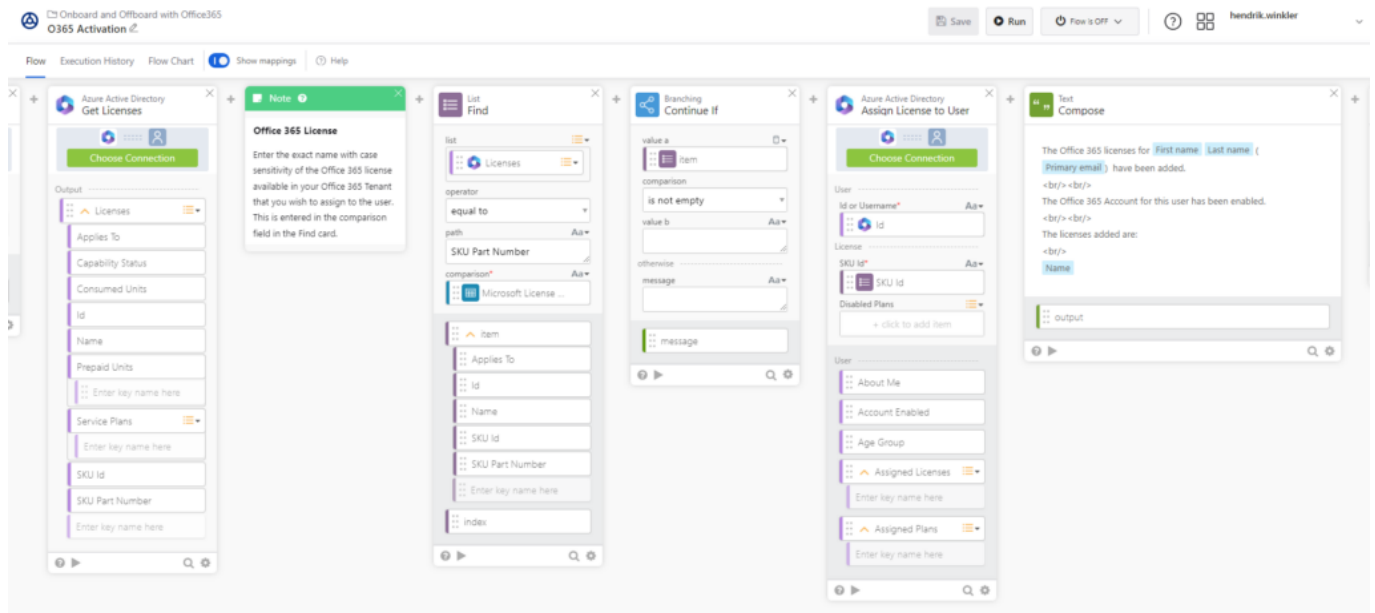 Onboard and Offboard with Office365
O365 Activation
Save
Run
Flow is OFF
hendrik.winkler
Flow
Execution History
Flow Chart
Show mappings
Help
Azure Active Directory
Get Licenses
Choose Connection
Output
Licenses
Applies To
Capability Status
Consumed Units
Id
Name
Prepaid Units
Enter key name here
Service Plans
Enter key name here
SKU Id
SKU Part Number
Enter key name here
Note
Office 365 License
Enter the exact name with case
sensitivity of the Office 365 license
available in your Office 365 Tenant
that you wish to assign to the user.
This is entered in the comparison
field in the Find card.
List
Find
list
Licenses
operator
equal to
path
Aa
SKU Part Number
comparison*
Aa
Microsoft License ...
item
Applies To
Id
Name
SKU Id
SKU Part Number
Enter key name here
index
Branching
Continue If
value a
item
comparison
is not empty
value b
Aa
otherwise
message
Aa
message
Azure Active Directory
Assign License to User
Choose Connection
User
Id or Username*
Aa
Id
License
SKU Id*
Aa
SKU Id
Disabled Plans
+ click to add item
User
About Me
Account Enabled
Age Group
Assigned Licenses
Enter key name here
Assigned Plans
Enter key name here
Text
Compose
The Office 365 licenses for First name Last name (
Primary email ) have been added.
<br/><br/>
The Office 365 Account for this user has been enabled.
<br/><br/>
The licenses added are:
<br/>
Name
output